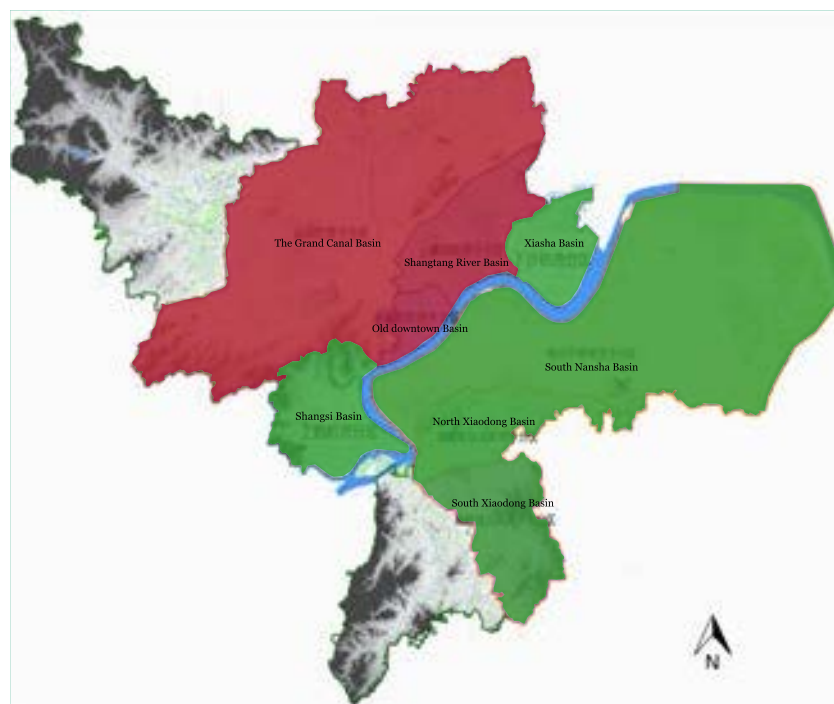 The Grand Canal Basin
Xiasha Basin
Shangtang River Basin
Old downtown Basin
South Nansha Basin
Shangsi Basin
North Xiaodong Basin
South Xiaodong Basin
N